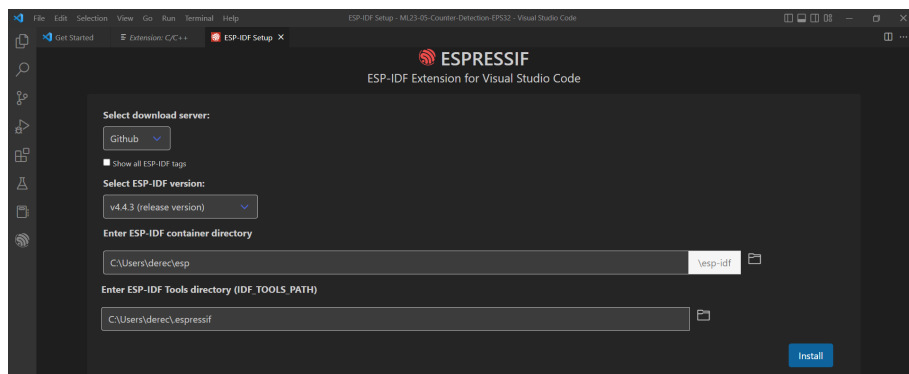 File Edit Selection View Go Run Terminal Help
ESP-IDF Setup - ML23-05-Counter-Detection-EPS32 - Visual Studio Code
Get Started
Extension: C/C++
ESP-IDF Setup
ESPRESSIF
ESP-IDF Extension for Visual Studio Code
Select download server:
Github
Show all ESP-IDF tags
Select ESP-IDF version:
v4.4.3 (release version)
Enter ESP-IDF container directory
C:\Users\derec\esp
\esp-idf
Enter ESP-IDF Tools directory (IDF_TOOLS_PATH)
C:\Users\derec\.espressif
Install